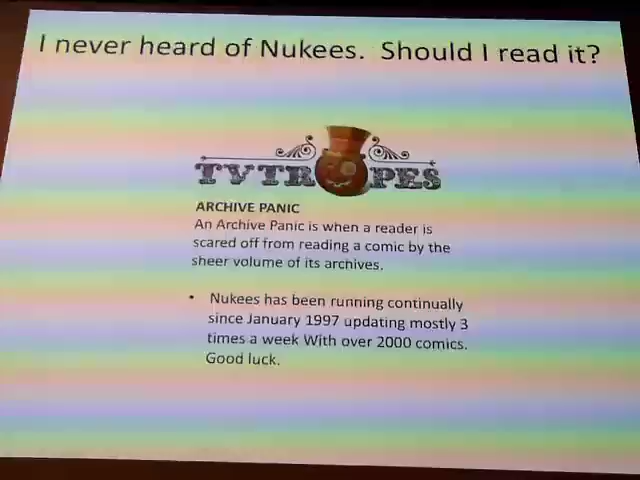 I never heard of Nukees. Should I read it?
TVTROPES
ARCHIVE PANIC
An Archive Panic is when a reader is
scared off from reading a comic by the
sheer volume of its archives.
• Nukees has been running continually
since January 1997 updating mostly 3
times a week With over 2000 comics.
Good luck.